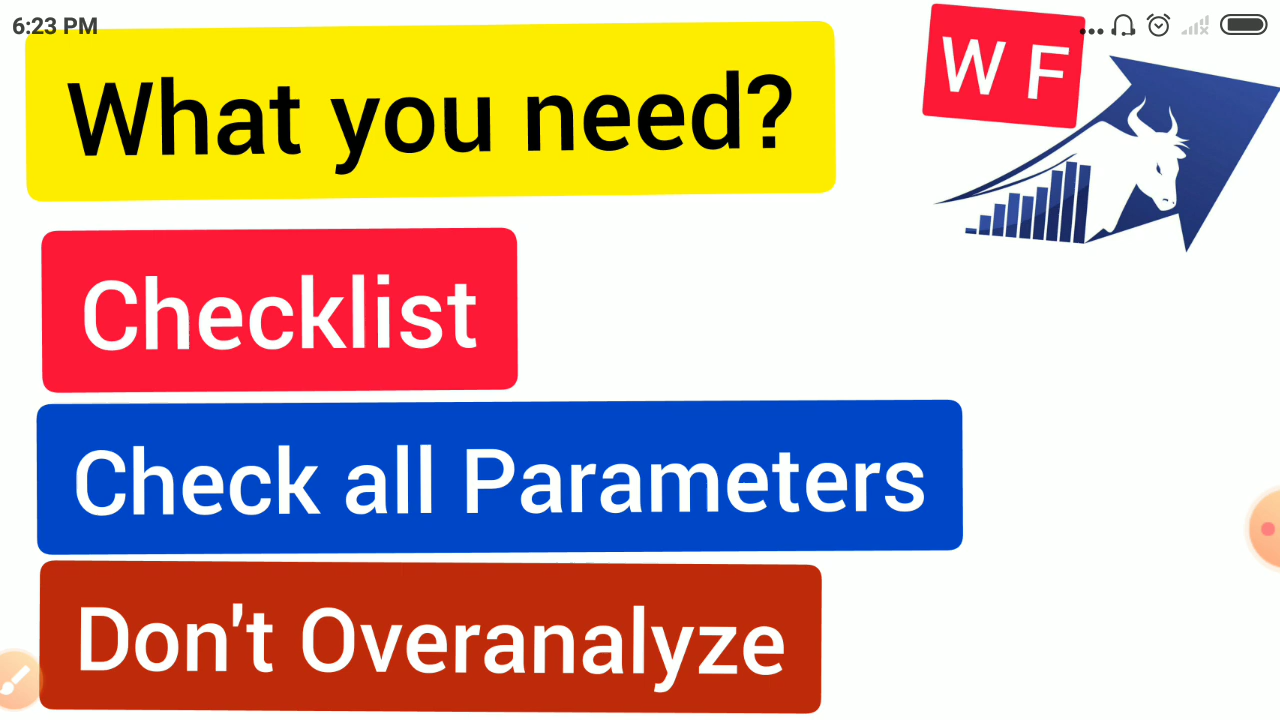 6:23 PM
What you need?
W F
Checklist
Check all Parameters
Don't Overanalyze